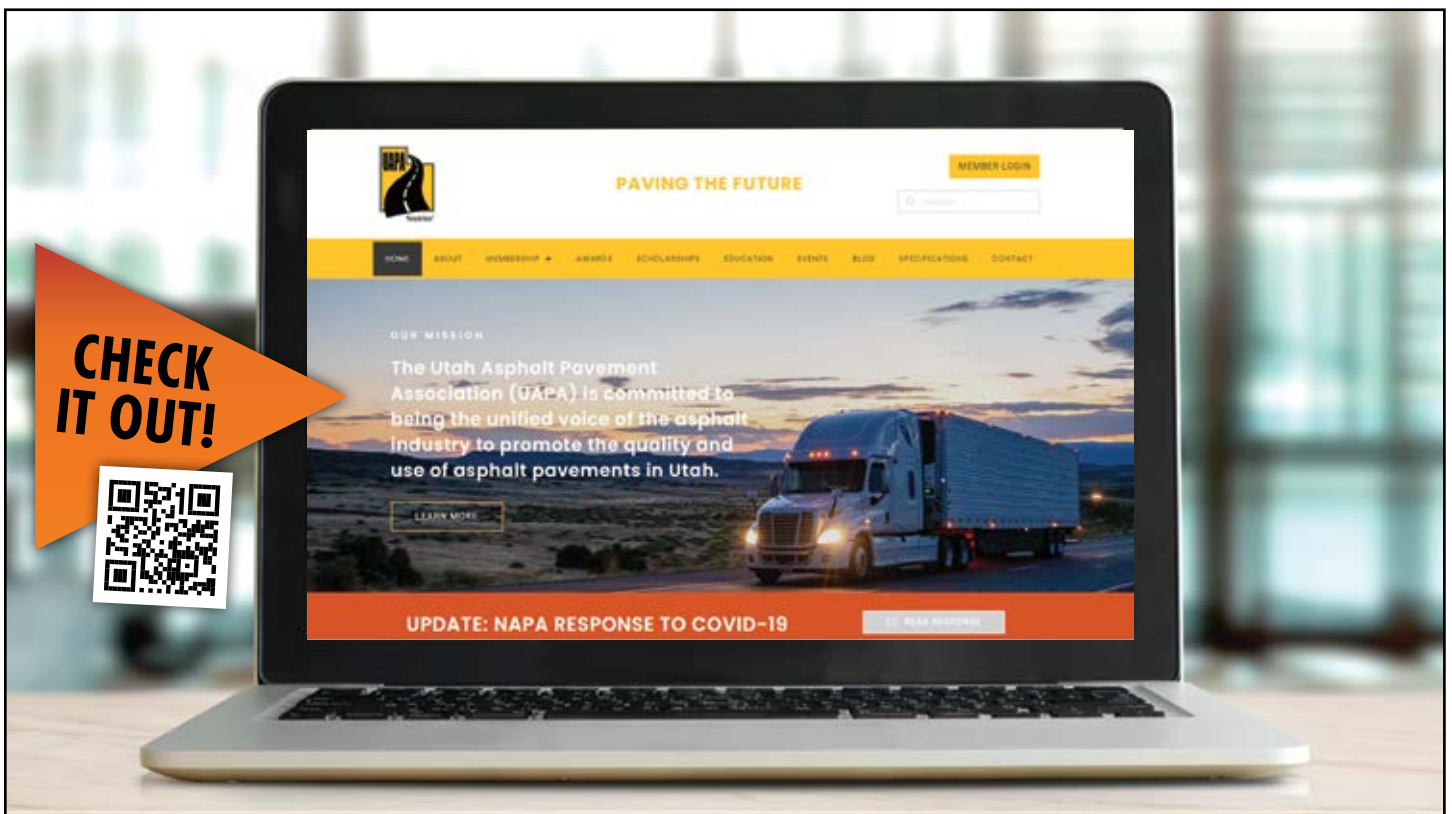 UAPA
PAVING THE FUTURE
MEMBER LOGIN
HOME ABOUT MEMBERSHIP AWARDS SCHOLARSHIPS EDUCATION EVENTS BLOG SPECIFICATIONS CONTACT
OUR MISSION
The Utah Asphalt Pavement
Association (UAPA) is committed to
being the unified voice of the asphalt
industry to promote the quality and
use of asphalt pavements in Utah.
LEARN MORE
UPDATE: NAPA RESPONSE TO COVID-19
READ RESPONSE
CHECK
IT OUT!